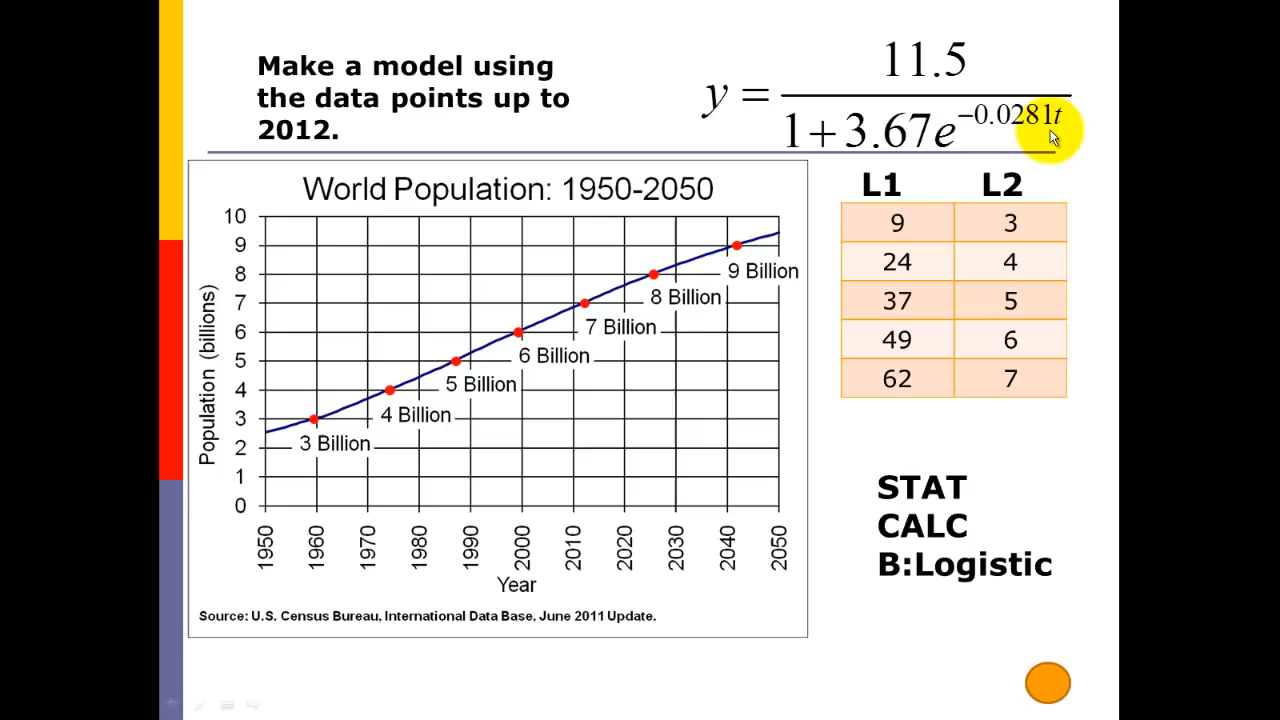 Make a model using
the data points up to
2012.
y = 11.5 / (1 + 3.67e^(−0.0281t))
World Population: 1950-2050
Population (billions)
10
9
8
7
6
5
4
3
2
1
0
9 Billion
8 Billion
7 Billion
6 Billion
5 Billion
4 Billion
3 Billion
1950 1960 1970 1980 1990 2000 2010 2020 2030 2040 2050
Year
Source: U.S. Census Bureau, International Data Base, June 2011 Update.
L1 L2
9 3
24 4
37 5
49 6
62 7
STAT
CALC
B:Logistic